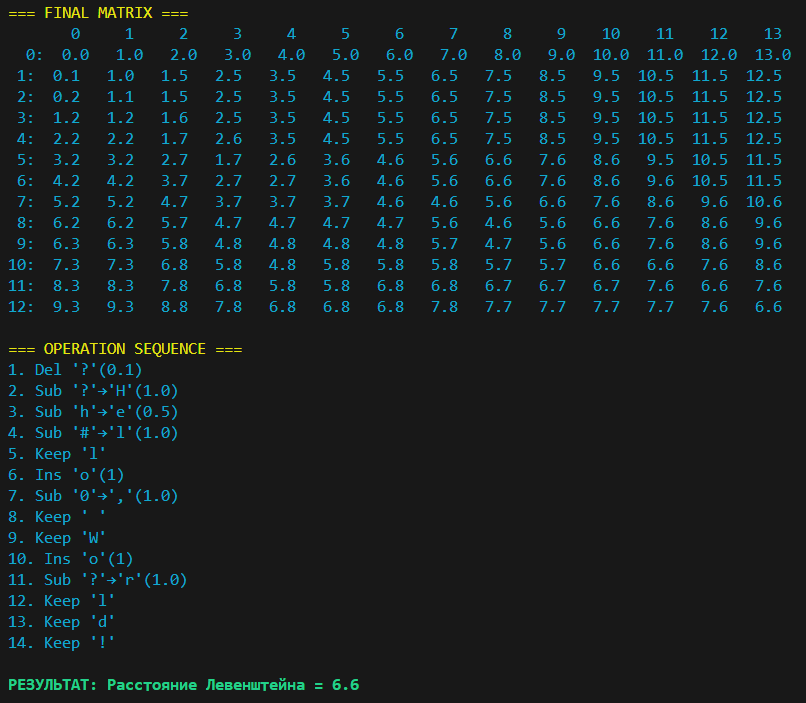 === FINAL MATRIX ===
0 1 2 3 4 5 6 7 8 9 10 11 12 13
0: 0.0 1.0 2.0 3.0 4.0 5.0 6.0 7.0 8.0 9.0 10.0 11.0 12.0 13.0
1: 0.1 1.0 1.5 2.5 3.5 4.5 5.5 6.5 7.5 8.5 9.5 10.5 11.5 12.5
2: 0.2 1.1 1.5 2.5 3.5 4.5 5.5 6.5 7.5 8.5 9.5 10.5 11.5 12.5
3: 1.2 1.2 1.6 2.5 3.5 4.5 5.5 6.5 7.5 8.5 9.5 10.5 11.5 12.5
4: 2.2 2.2 1.7 2.6 3.5 4.5 5.5 6.5 7.5 8.5 9.5 10.5 11.5 12.5
5: 3.2 3.2 2.7 1.7 2.6 3.6 4.6 5.6 6.6 7.6 8.6 9.5 10.5 11.5
6: 4.2 4.2 3.7 2.7 2.7 3.6 4.6 5.6 6.6 7.6 8.6 9.6 10.5 11.5
7: 5.2 5.2 4.7 3.7 3.7 3.7 4.6 4.6 5.6 6.6 7.6 8.6 9.6 10.6
8: 6.2 6.2 5.7 4.7 4.7 4.7 4.7 5.6 4.6 5.6 6.6 7.6 8.6 9.6
9: 6.3 6.3 5.8 4.8 4.8 4.8 4.8 5.7 4.7 5.6 6.6 7.6 8.6 9.6
10: 7.3 7.3 6.8 5.8 4.8 5.8 5.8 5.8 5.7 5.7 6.6 6.6 7.6 8.6
11: 8.3 8.3 7.8 6.8 5.8 5.8 6.8 6.8 6.7 6.7 6.7 7.6 6.6 7.6
12: 9.3 9.3 8.8 7.8 6.8 6.8 6.8 7.8 7.7 7.7 7.7 7.7 7.6 6.6
=== OPERATION SEQUENCE ===
1. Del '?'(0.1)
2. Sub '?'→'H'(1.0)
3. Sub 'h'→'e'(0.5)
4. Sub '#'→'l'(1.0)
5. Keep 'l'
6. Ins 'o'(1)
7. Sub '0'→','(1.0)
8. Keep ' '
9. Keep 'W'
10. Ins 'o'(1)
11. Sub '?'→'r'(1.0)
12. Keep 'l'
13. Keep 'd'
14. Keep '!'
РЕЗУЛЬТАТ: Расстояние Левенштейна = 6.6